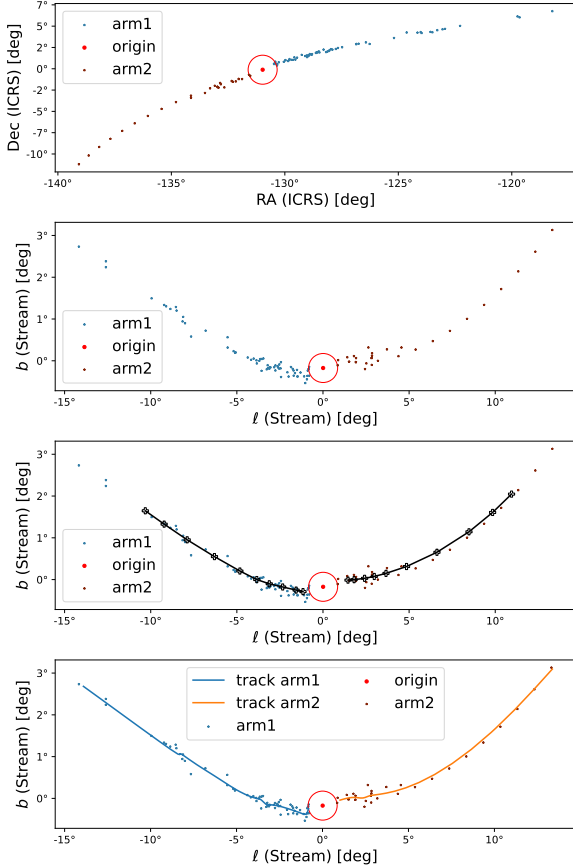 7°
5°
2°
0°
-2°
-5°
-7°
-10°
Dec (ICRS) [deg]
arm1
origin
arm2
-140° -135° -130° -125° -120°
RA (ICRS) [deg]
3°
2°
1°
0°
b (Stream) [deg]
arm1
origin
arm2
-15° -10° -5° 0° 5° 10°
ℓ (Stream) [deg]
3°
2°
1°
0°
b (Stream) [deg]
arm1
origin
arm2
-15° -10° -5° 0° 5° 10°
ℓ (Stream) [deg]
3°
2°
1°
0°
b (Stream) [deg]
track arm1 origin
track arm2 arm2
arm1
-15° -10° -5° 0° 5° 10°
ℓ (Stream) [deg]